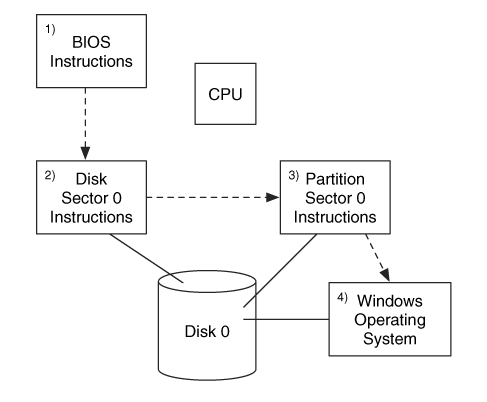 1)
BIOS
Instructions
CPU
2)
Disk
Sector 0
Instructions
3)
Partition
Sector 0
Instructions
Disk 0
4)
Windows
Operating
System